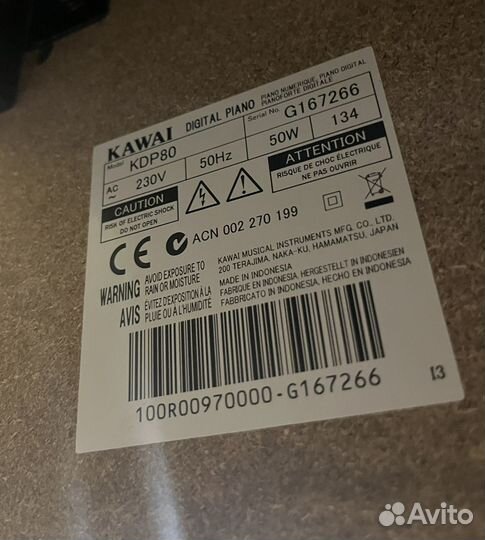 KAWAI DIGITAL PIANO PIANO NUMERIQUE, PIANO DIGITAL
PIANOFORTE DIGITALE
Model KDP80 Serial No. G167266
AC ~ 230V 50Hz 50W 134
CAUTION
RISK OF ELECTRIC SHOCK
DO NOT OPEN
ATTENTION
RISQUE DE CHOC ÉLECTRIQUE
NE PAS OUVRIR
CE ACN 002 270 199
KAWAI MUSICAL INSTRUMENTS MFG. CO., LTD.
200 TERAJIMA, NAKA-KU, HAMAMATSU, JAPAN
WARNING AVOID EXPOSURE TO
RAIN OR MOISTURE
AVIS ÉVITEZ D'EXPOSITION À LA
PLUIE OU A L'HUMIDITÉ
MADE IN INDONESIA
FABRIQUE EN INDONESIEN, HERGESTELLT IN INDONESIEN
FABBRICATO IN INDONESIA, HECHO EN INDONESIA
100R00970000-G167266
13
Avito